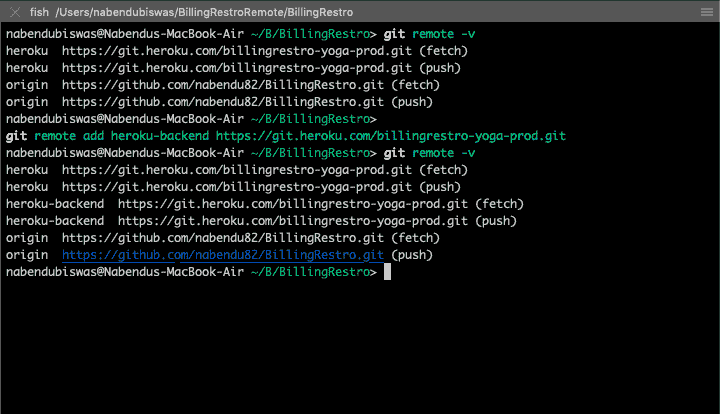 fish /Users/nabendubiswas/BillingRestroRemote/BillingRestro
nabendubiswas@Nabendus-MacBook-Air ~/B/BillingRestro> git remote -v
heroku  https://git.heroku.com/billingrestro-yoga-prod.git (fetch)
heroku  https://git.heroku.com/billingrestro-yoga-prod.git (push)
origin  https://github.com/nabendu82/BillingRestro.git (fetch)
origin  https://github.com/nabendu82/BillingRestro.git (push)
nabendubiswas@Nabendus-MacBook-Air ~/B/BillingRestro>
git remote add heroku-backend https://git.heroku.com/billingrestro-yoga-prod.git
nabendubiswas@Nabendus-MacBook-Air ~/B/BillingRestro> git remote -v
heroku  https://git.heroku.com/billingrestro-yoga-prod.git (fetch)
heroku  https://git.heroku.com/billingrestro-yoga-prod.git (push)
heroku-backend  https://git.heroku.com/billingrestro-yoga-prod.git (fetch)
heroku-backend  https://git.heroku.com/billingrestro-yoga-prod.git (push)
origin  https://github.com/nabendu82/BillingRestro.git (fetch)
origin  https://github.com/nabendu82/BillingRestro.git (push)
nabendubiswas@Nabendus-MacBook-Air ~/B/BillingRestro>